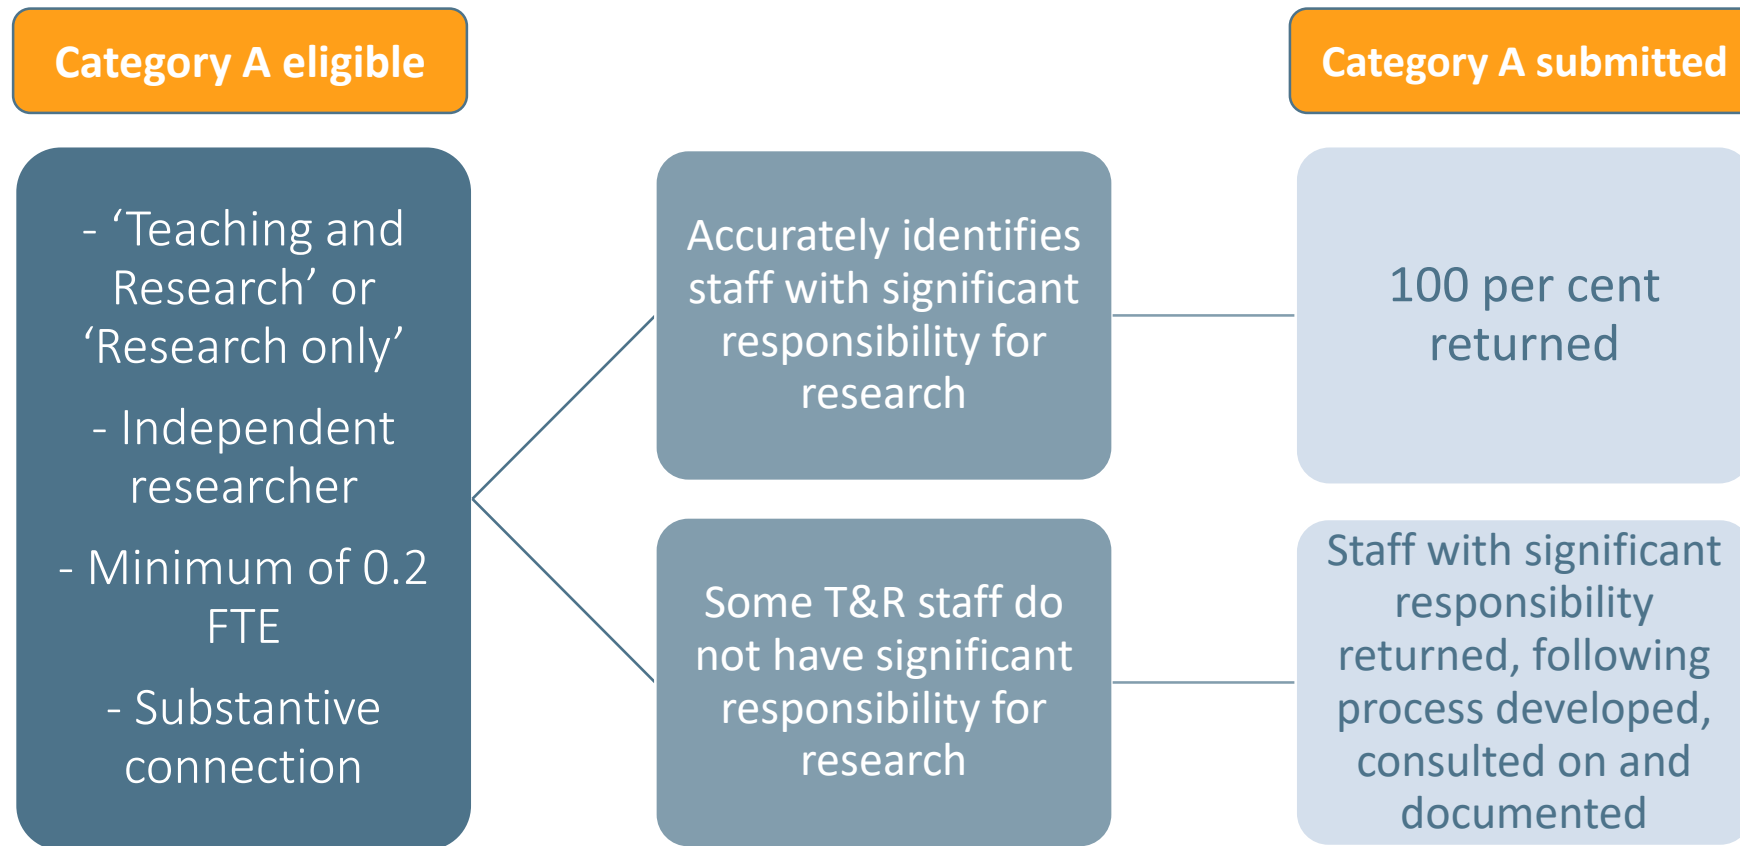 Category A eligible
Category A submitted
- ‘Teaching and
Research’ or
‘Research only’
- Independent
researcher
- Minimum of 0.2
FTE
- Substantive
connection
Accurately identifies
staff with significant
responsibility for
research
100 per cent
returned
Some T&R staff do
not have significant
responsibility for
research
Staff with significant
responsibility
returned, following
process developed,
consulted on and
documented